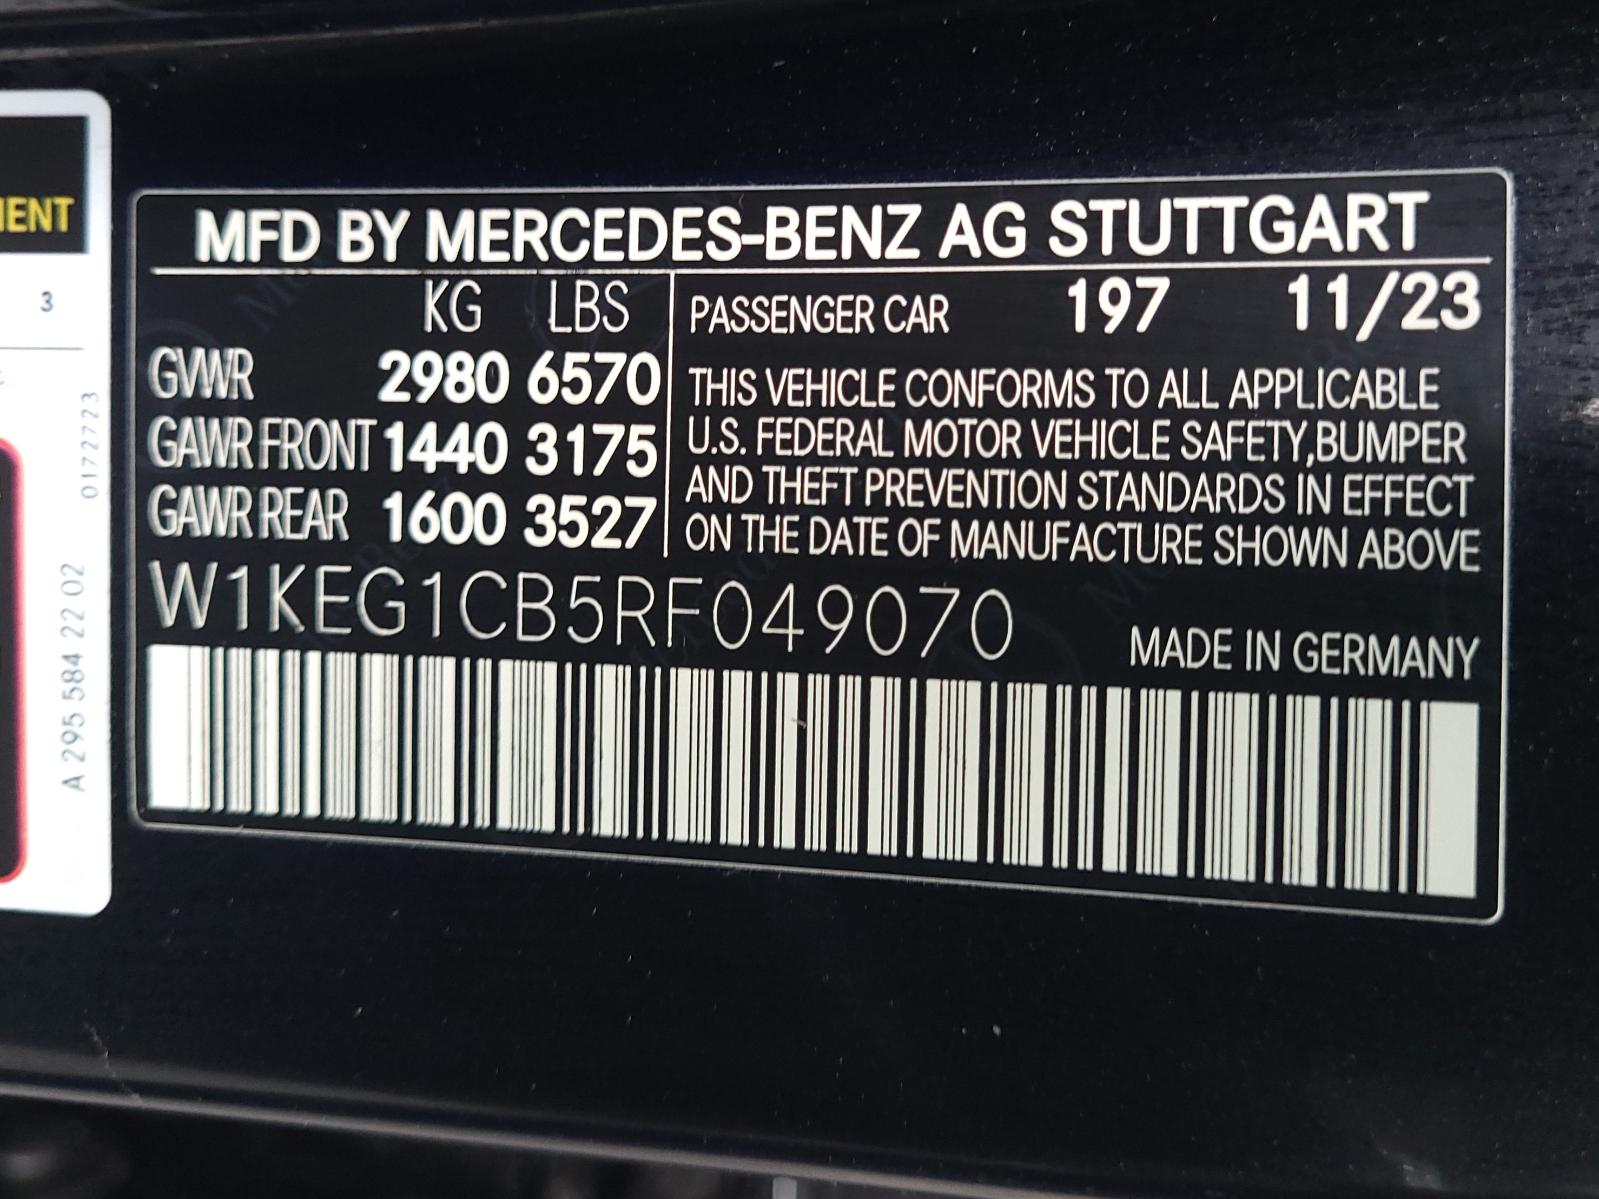 MENT
3
0172723
A 295 584 22 02
MFD BY MERCEDES-BENZ AG STUTTGART
KG LBS
GVWR 2980 6570
GAWR FRONT 1440 3175
GAWR REAR 1600 3527
PASSENGER CAR 197 11/23
THIS VEHICLE CONFORMS TO ALL APPLICABLE
U.S. FEDERAL MOTOR VEHICLE SAFETY,BUMPER
AND THEFT PREVENTION STANDARDS IN EFFECT
ON THE DATE OF MANUFACTURE SHOWN ABOVE
W1KEG1CB5RF049070
MADE IN GERMANY